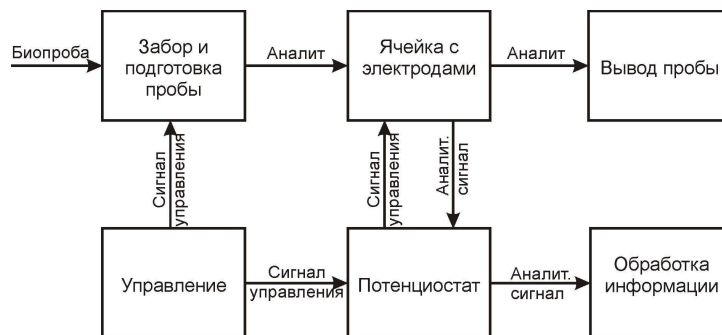 Биопроба
Забор и
подготовка
пробы
Аналит
Ячейка с
электродами
Аналит
Вывод пробы
Сигнал
управления
Сигнал
управления
Аналит.
сигнал
Управление
Сигнал
управления
Потенциостат
Аналит.
сигнал
Обработка
информации